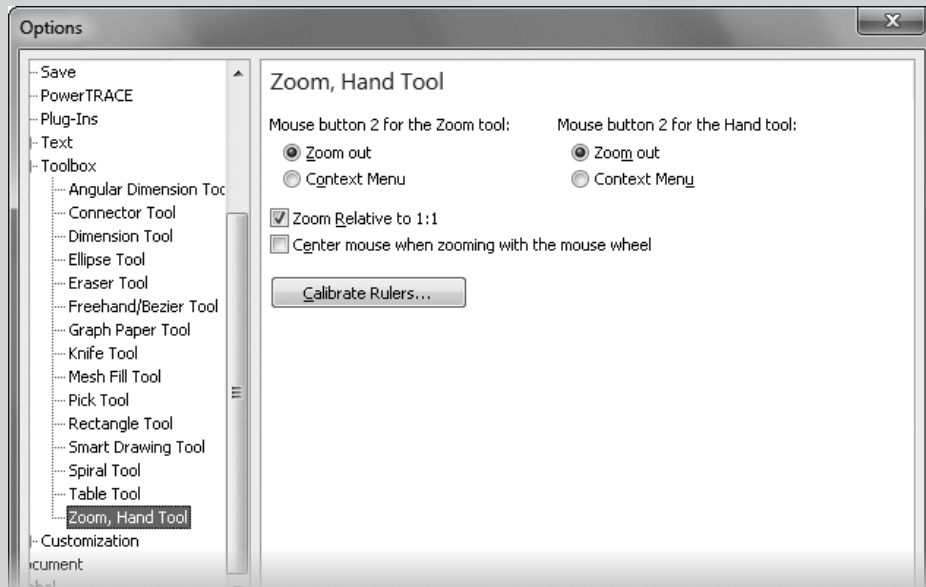 Options
Save
PowerTRACE
Plug-Ins
Text
Toolbox
Angular Dimension Too
Connector Tool
Dimension Tool
Ellipse Tool
Eraser Tool
Freehand/Bezier Tool
Graph Paper Tool
Knife Tool
Mesh Fill Tool
Pick Tool
Rectangle Tool
Smart Drawing Tool
Spiral Tool
Table Tool
Zoom, Hand Tool
Customization
ocument
Zoom, Hand Tool
Mouse button 2 for the Zoom tool:
Zoom out
Context Menu
Mouse button 2 for the Hand tool:
Zoom out
Context Menu
Zoom Relative to 1:1
Center mouse when zooming with the mouse wheel
Calibrate Rulers...